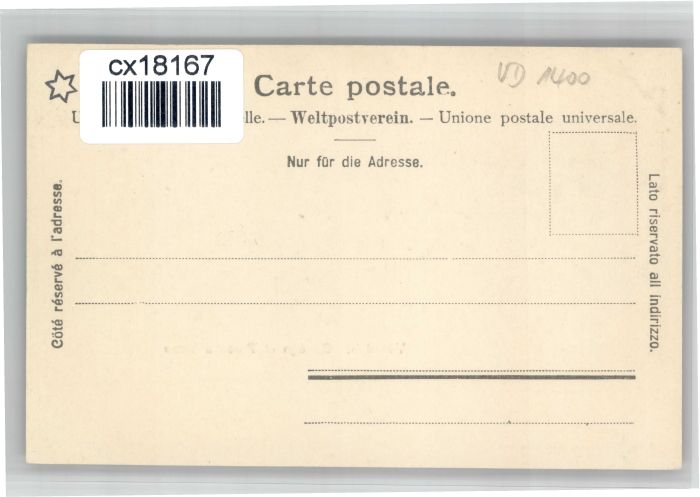 cx18167
VD 1400
Carte postale.
U lle. — Weltpostverein. — Unione postale universale.
Nur für die Adresse.
Côté réservé à l'adresse.
Lato riservato all indirizzo.